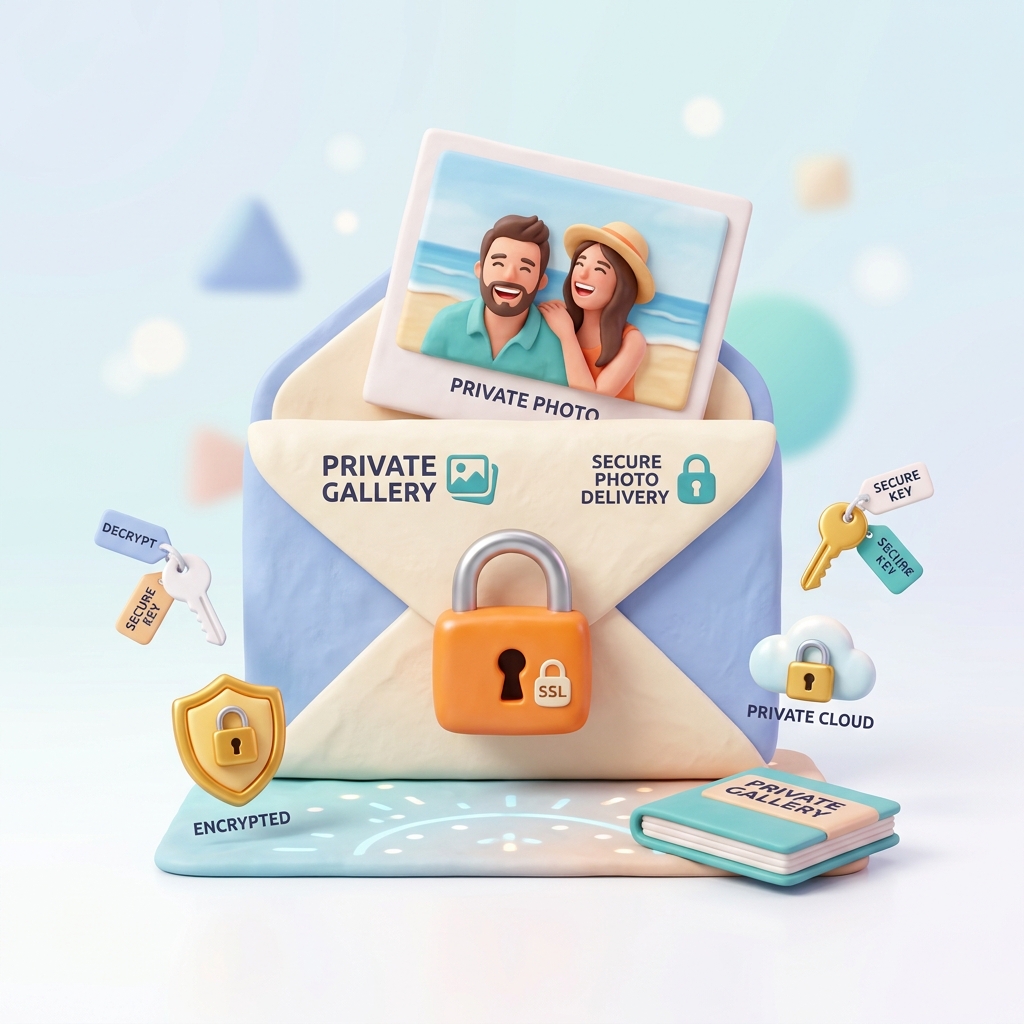 PRIVATE PHOTO
PRIVATE
GALLERY
SECURE
PHOTO
DELIVERY
DECRYPT
SECURE
KEY
SECURE
KEY
KEY
SSL
PRIVATE CLOUD
ENCRYPTED
PRIVATE
GALLERY